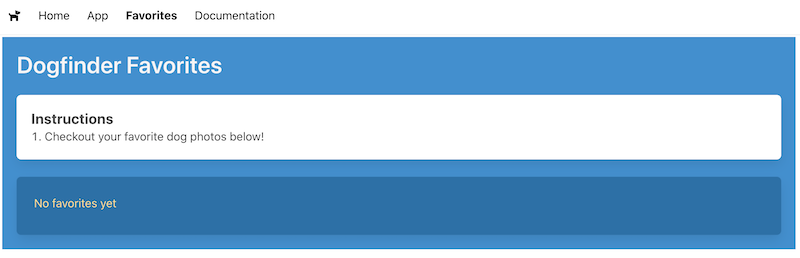 Home App Favorites Documentation
Dogfinder Favorites
Instructions
1. Checkout your favorite dog photos below!
No favorites yet